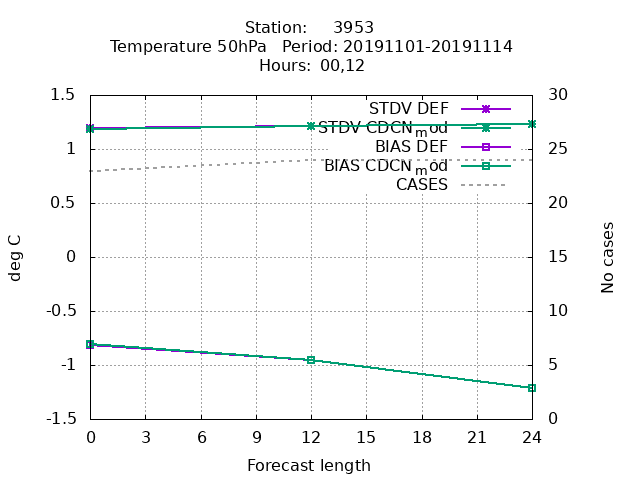 Station: 3953
Temperature 50hPa Period: 20191101-20191114
Hours: 00,12
1.5
1
0.5
0
-0.5
-1
-1.5
deg C
30
25
20
15
10
5
0
No cases
STDV DEF
STDV CDCNmod
BIAS DEF
BIAS CDCNmod
CASES
0 3 6 9 12 15 18 21 24
Forecast length